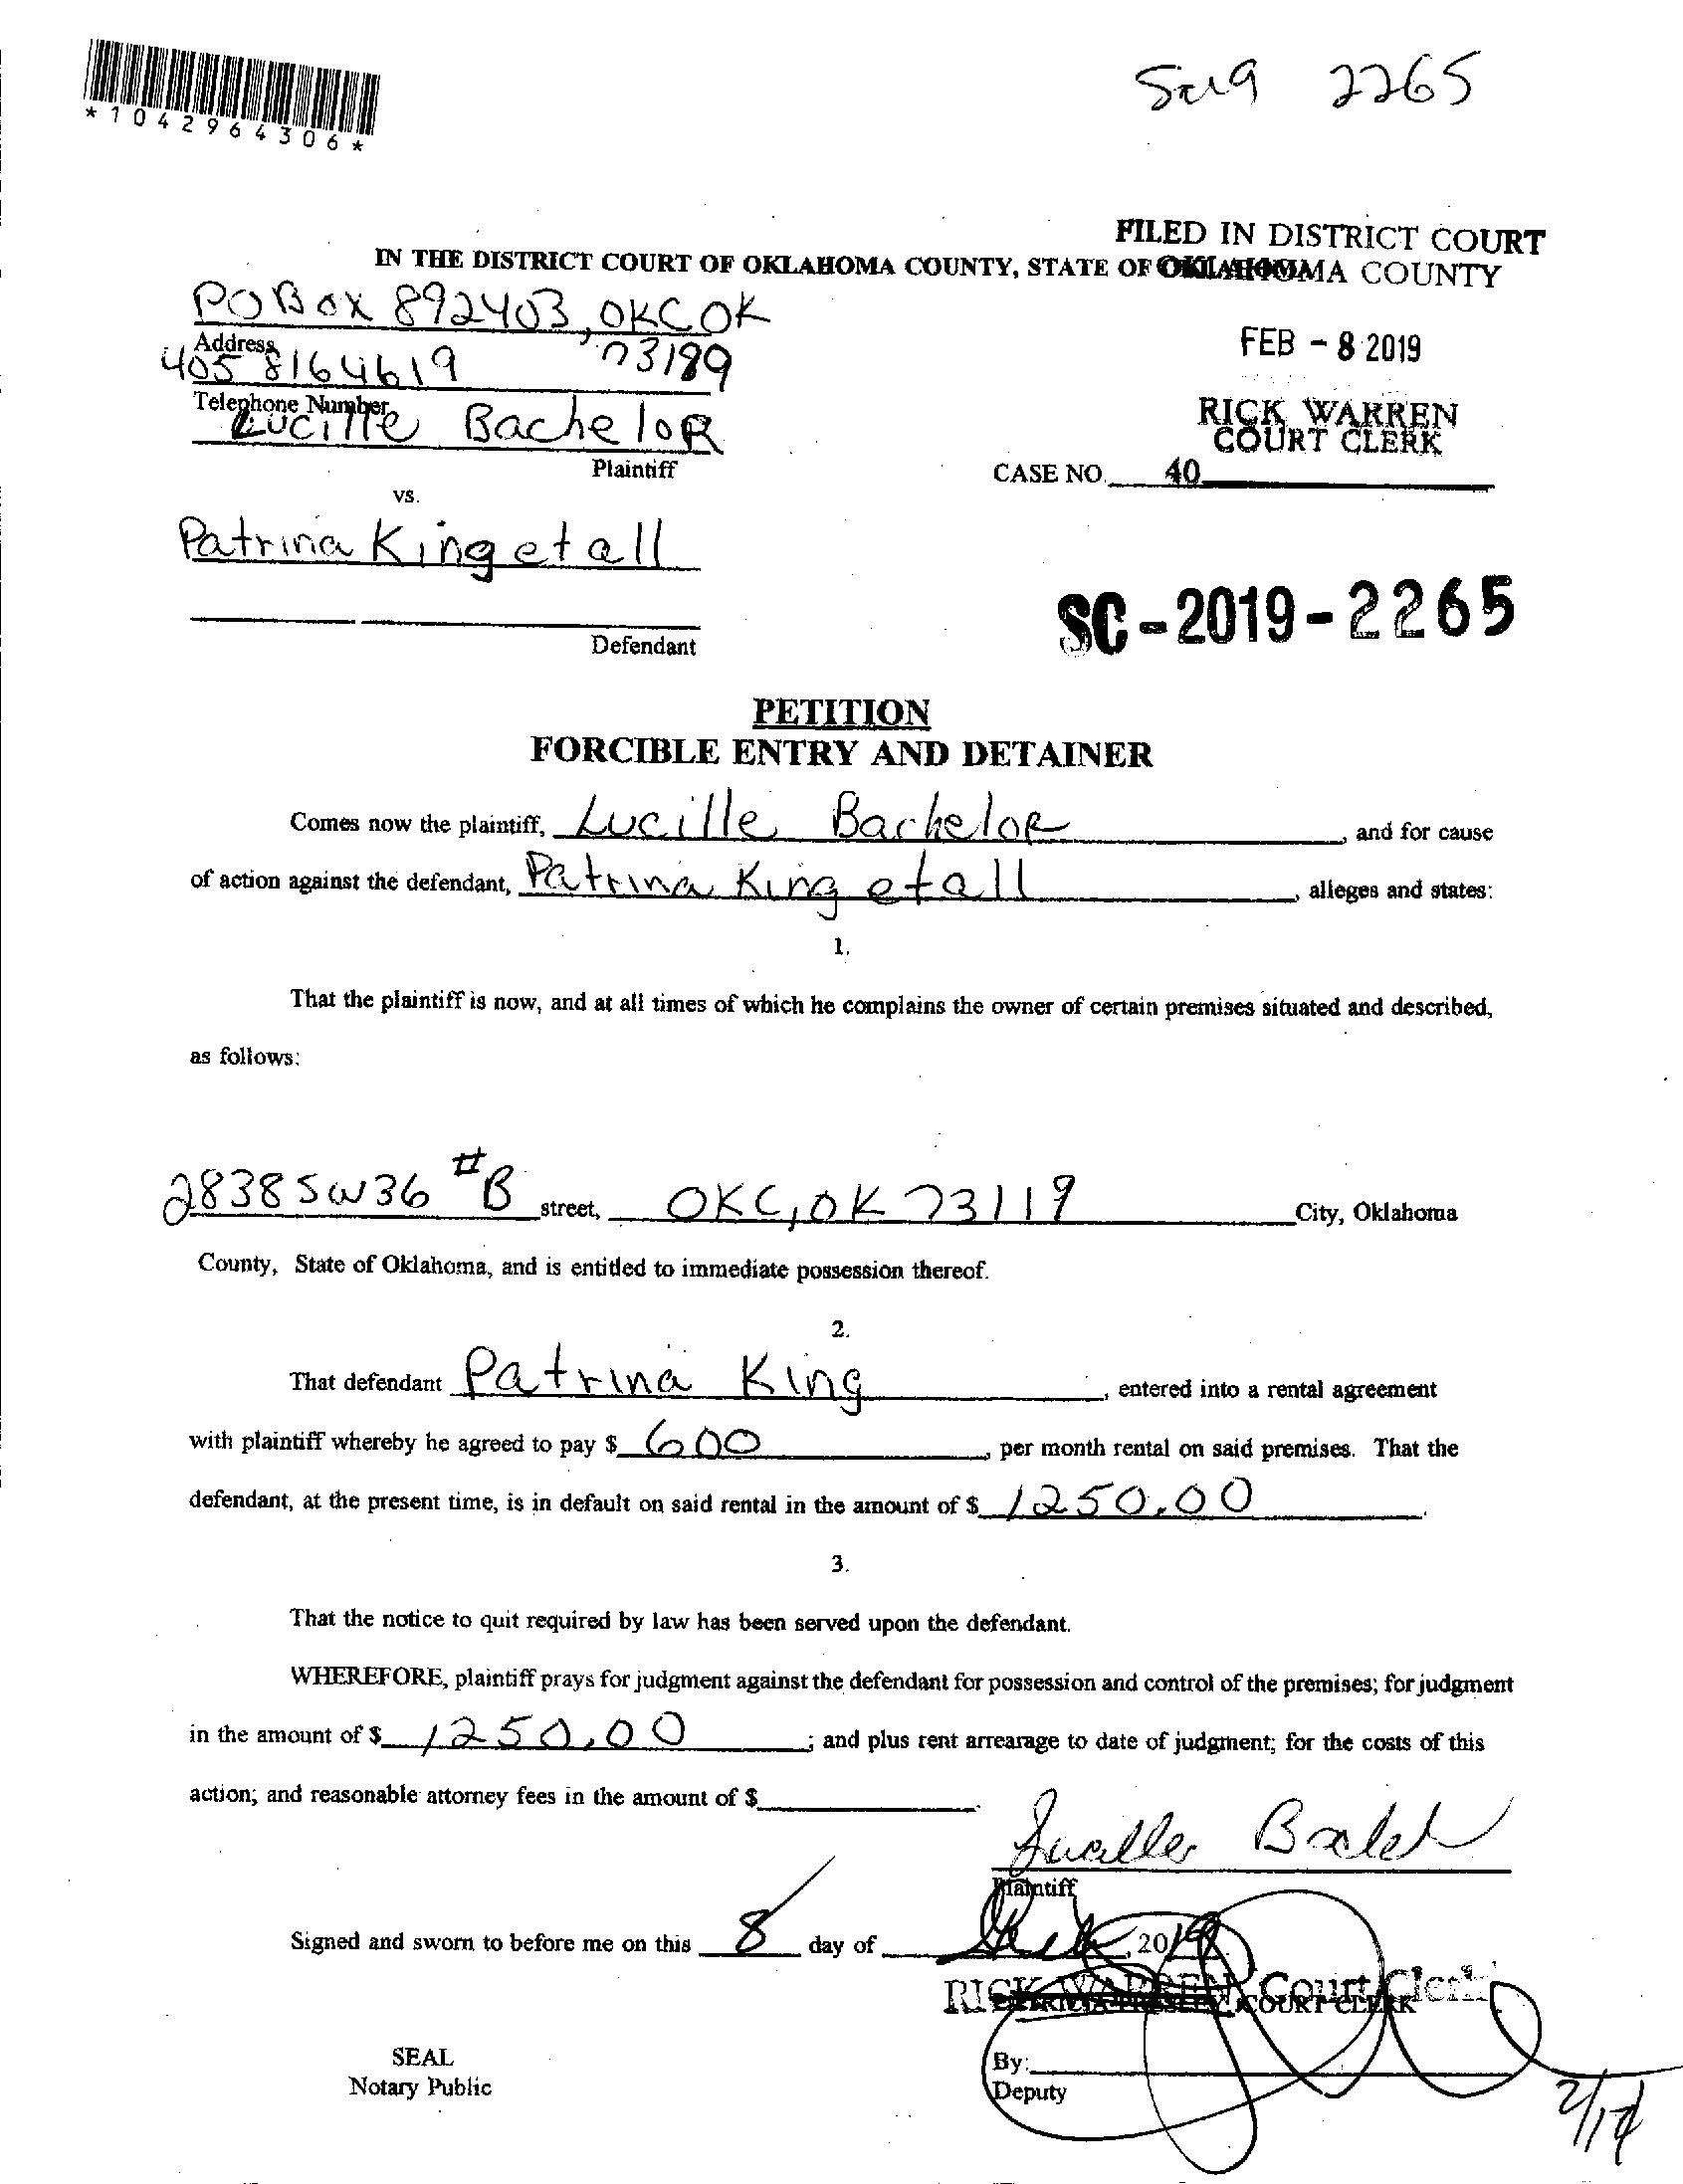 *1042964306*
2265
FILED IN DISTRICT COURT
IN THE DISTRICT COURT OF OKLAHOMA COUNTY, STATE OF OKLAHOMA COUNTY
PO Box 892403, OKC OK
Address
73189
405 8164619
FEB - 8 2019
Telephone Number
Lucille BacheloR
RICK WARREN
COURT CLERK
Plaintiff
CASE NO. 40
vs.
Patrina King et all
SC-2019-2265
Defendant
PETITION
FORCIBLE ENTRY AND DETAINER
Comes now the plaintiff, Lucille BacheloR, and for cause
of action against the defendant, Patrina King et all, alleges and states:
1.
That the plaintiff is now, and at all times of which he complains the owner of certain premises situated and described,
as follows:
2838 SW 36 #B street, OKC, OK 73119 City, Oklahoma
County, State of Oklahoma, and is entitled to immediate possession thereof.
2.
That defendant Patrina King, entered into a rental agreement
with plaintiff whereby he agreed to pay $ 600, per month rental on said premises. That the
defendant, at the present time, is in default on said rental in the amount of $ 1250.00.
3.
That the notice to quit required by law has been served upon the defendant.
WHEREFORE, plaintiff prays for judgment against the defendant for possession and control of the premises; for judgment
in the amount of $ 1250.00; and plus rent arrearage to date of judgment; for the costs of this
action; and reasonable attorney fees in the amount of $ .
Lucille
Plaintiff
Signed and sworn to before me on this 8 day of , 2019
RICK WARREN Court Clerk
COURT CLERK
SEAL
By:
Notary Public
Deputy